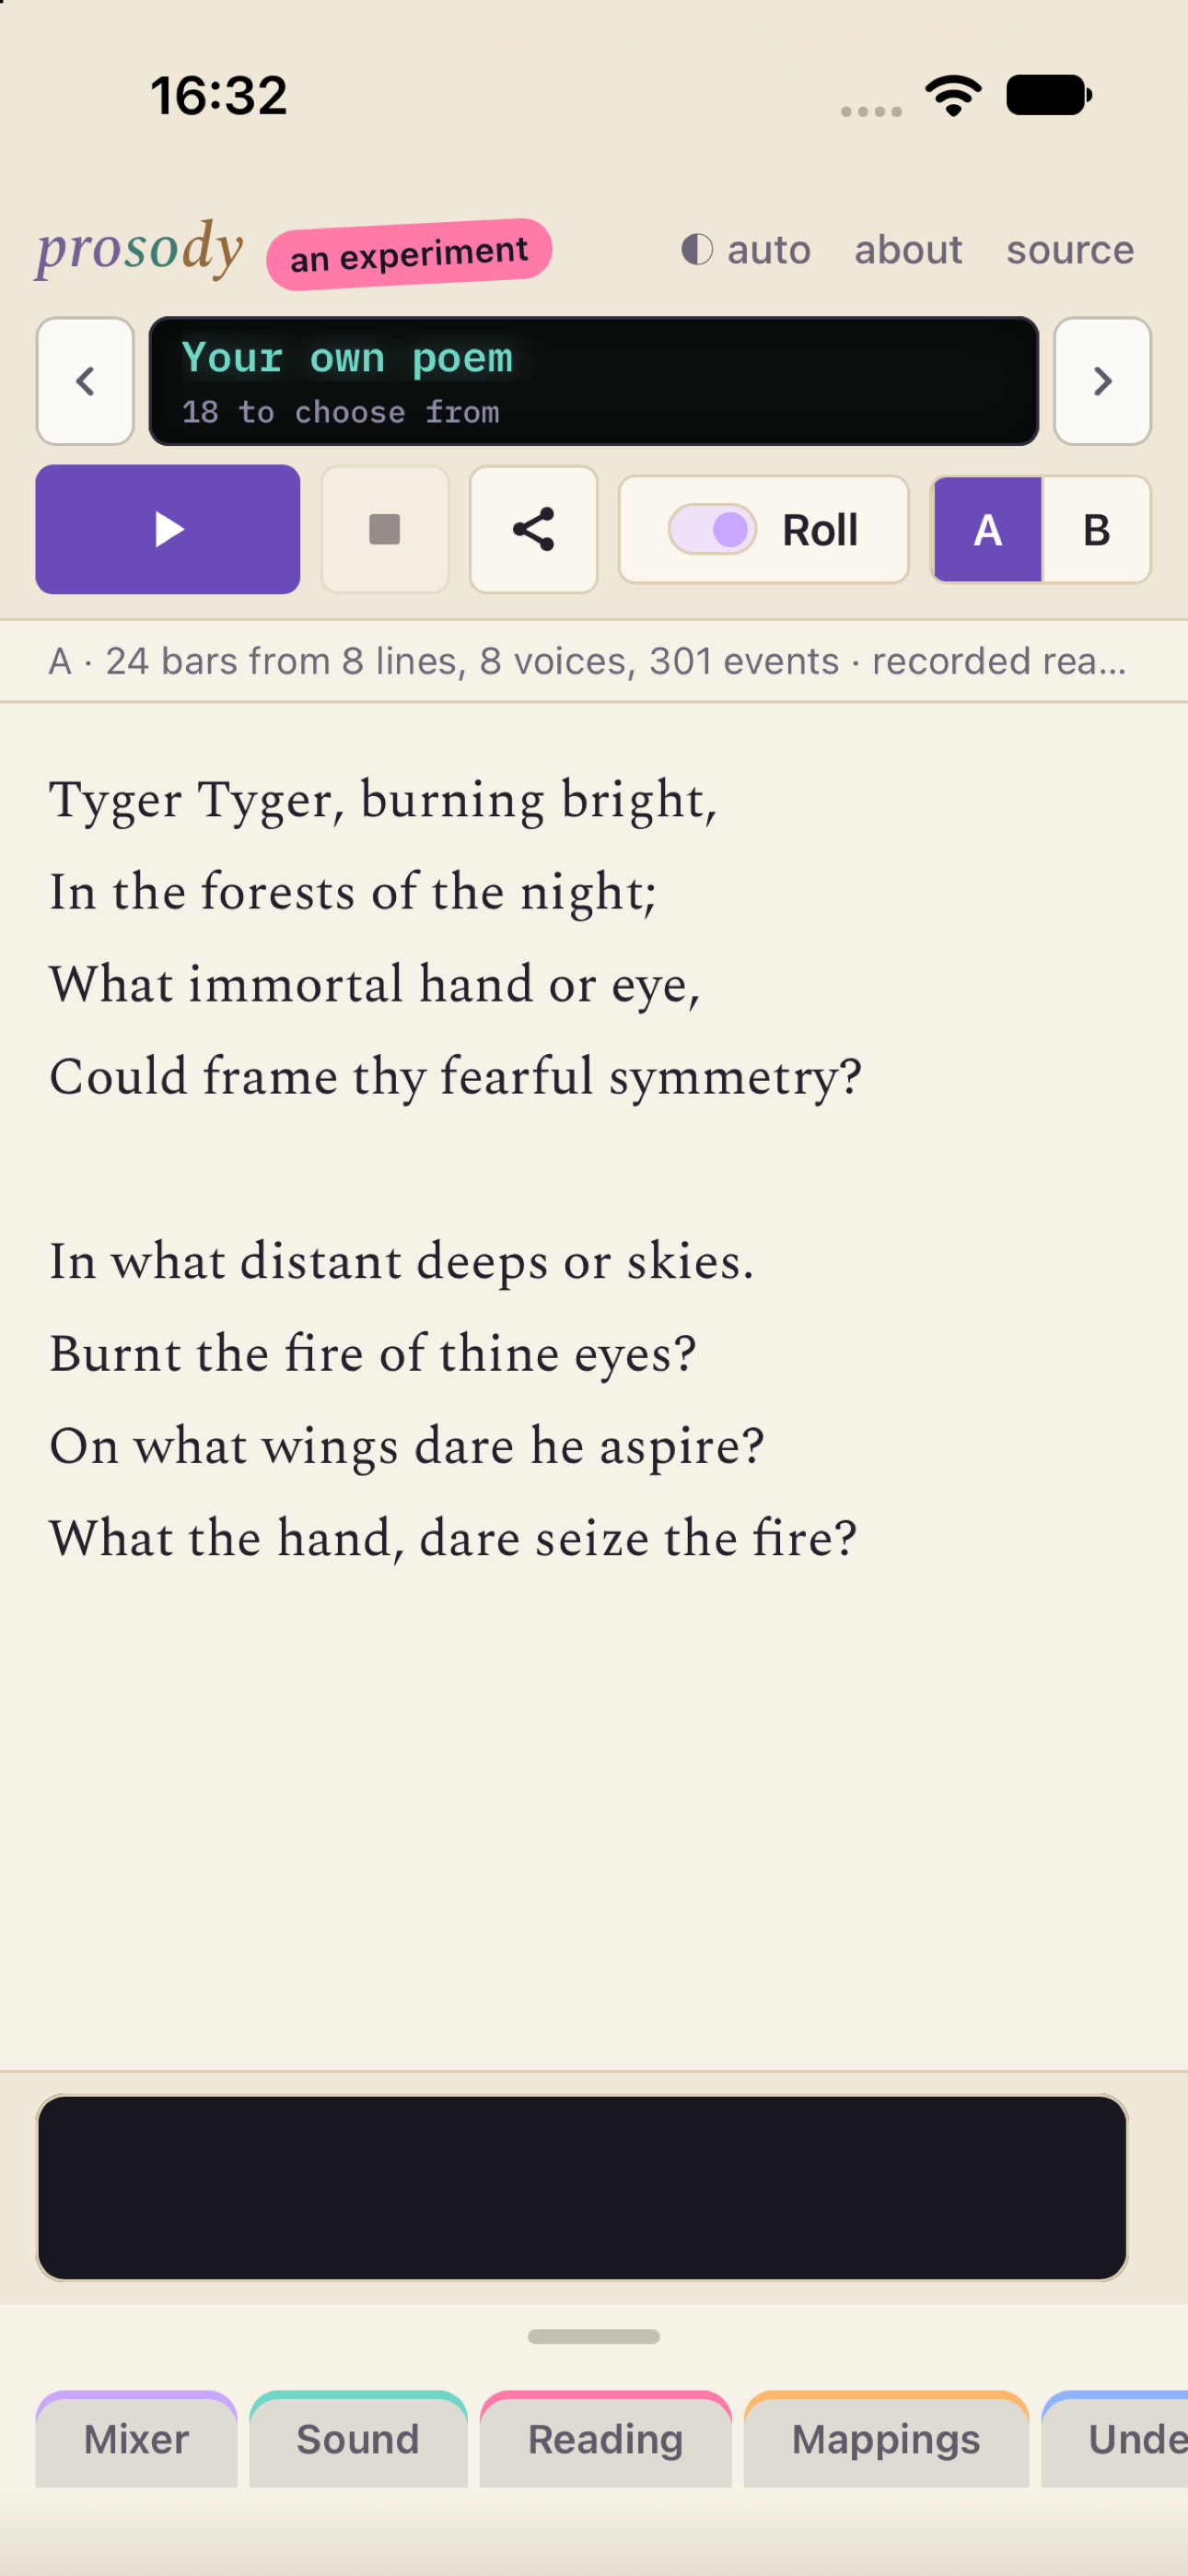 16:32
prosody an experiment auto about source
Your own poem
18 to choose from
Roll A B
A · 24 bars from 8 lines, 8 voices, 301 events · recorded rea...
Tyger Tyger, burning bright,
In the forests of the night;
What immortal hand or eye,
Could frame thy fearful symmetry?
In what distant deeps or skies.
Burnt the fire of thine eyes?
On what wings dare he aspire?
What the hand, dare seize the fire?
Mixer Sound Reading Mappings Unde